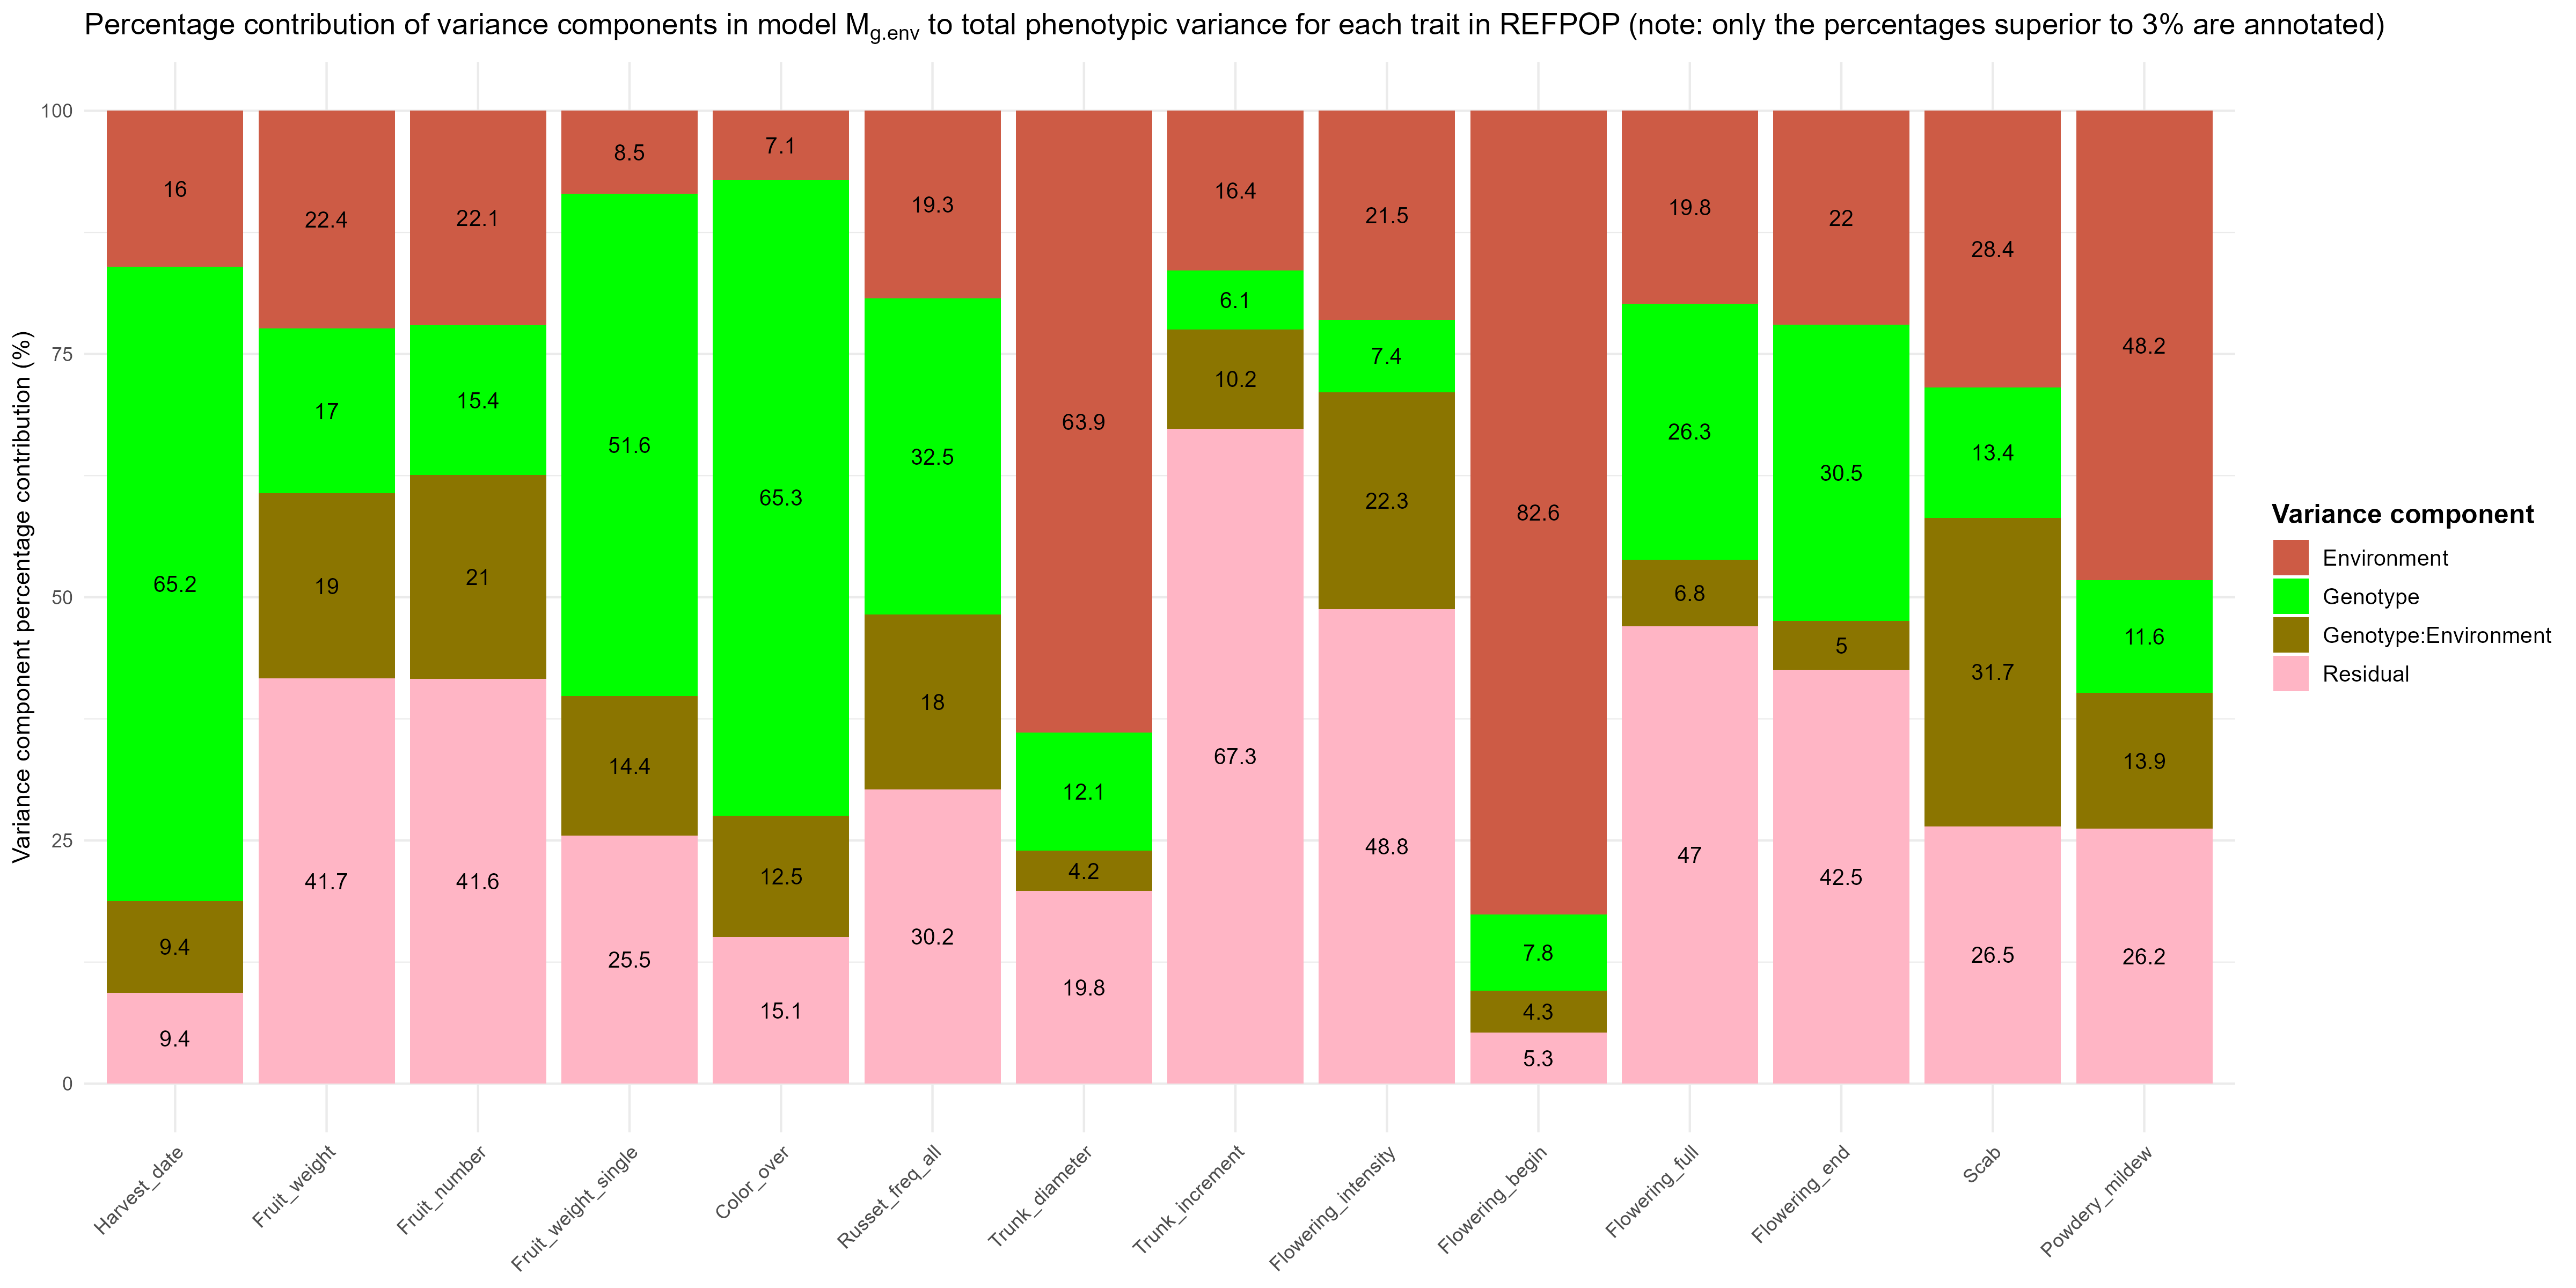 Percentage contribution of variance components in model Mg.env to total phenotypic variance for each trait in REFPOP (note: only the percentages superior to 3% are annotated)
Variance component percentage contribution (%)
100
75
50
25
0
16
65.2
9.4
9.4
22.4
17
19
41.7
22.1
15.4
21
41.6
8.5
51.6
14.4
25.5
7.1
65.3
12.5
15.1
19.3
32.5
18
30.2
63.9
12.1
4.2
19.8
16.4
6.1
10.2
67.3
21.5
7.4
22.3
48.8
82.6
7.8
4.3
5.3
19.8
26.3
6.8
47
22
30.5
5
42.5
28.4
13.4
31.7
26.5
48.2
11.6
13.9
26.2
Harvest_date
Fruit_weight
Fruit_number
Fruit_weight_single
Color_over
Russet_freq_all
Trunk_diameter
Trunk_increment
Flowering_intensity
Flowering_begin
Flowering_full
Flowering_end
Scab
Powdery_mildew
Variance component
Environment
Genotype
Genotype:Environment
Residual